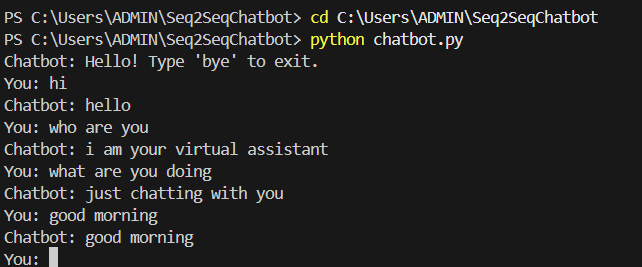 PS C:\Users\ADMIN\Seq2SeqChatbot> cd C:\Users\ADMIN\Seq2SeqChatbot
PS C:\Users\ADMIN\Seq2SeqChatbot> python chatbot.py
Chatbot: Hello! Type 'bye' to exit.
You: hi
Chatbot: hello
You: who are you
Chatbot: i am your virtual assistant
You: what are you doing
Chatbot: just chatting with you
You: good morning
Chatbot: good morning
You: